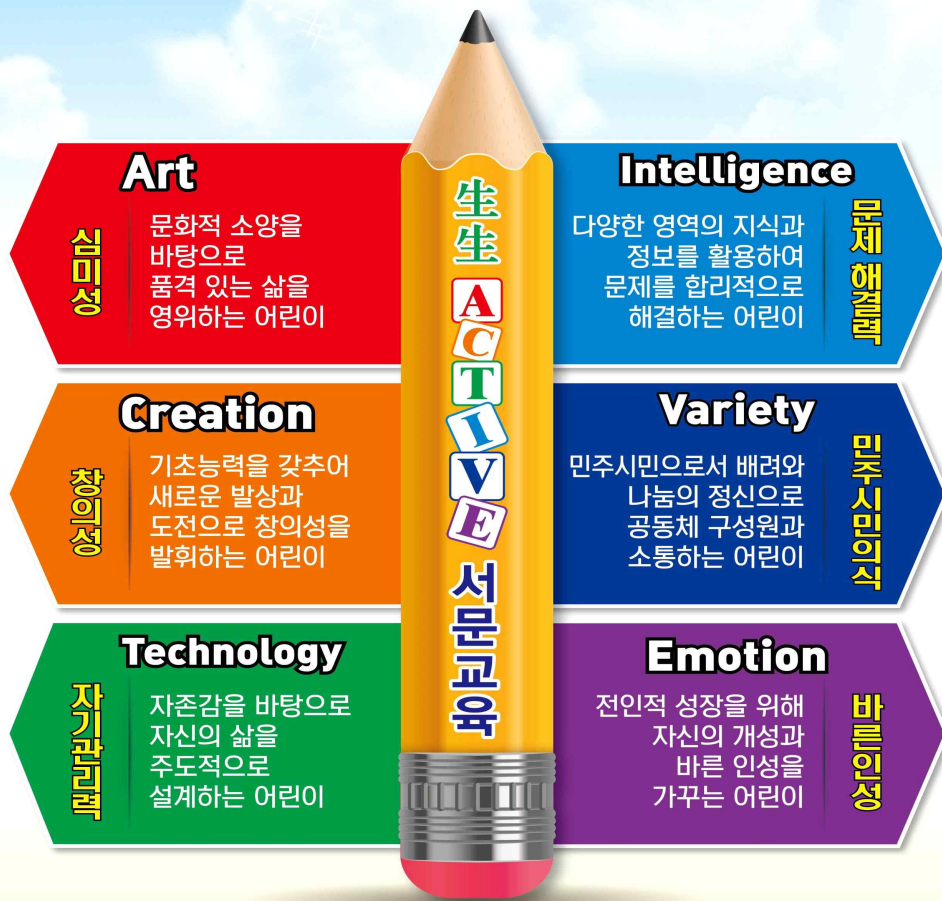 Art
심미성
문화적 소양을
바탕으로
품격 있는 삶을
영위하는 어린이
Creation
창의성
기초능력을 갖추어
새로운 발상과
도전으로 창의성을
발휘하는 어린이
Technology
자기관리력
자존감을 바탕으로
자신의 삶을
주도적으로
설계하는 어린이
生生 ACTIVE 서문교육
Intelligence
다양한 영역의 지식과
정보를 활용하여
문제를 합리적으로
해결하는 어린이
문제 해결력
Variety
민주시민으로서 배려와
나눔의 정신으로
공동체 구성원과
소통하는 어린이
민주시민의식
Emotion
전인적 성장을 위해
자신의 개성과
바른 인성을
가꾸는 어린이
바른인성